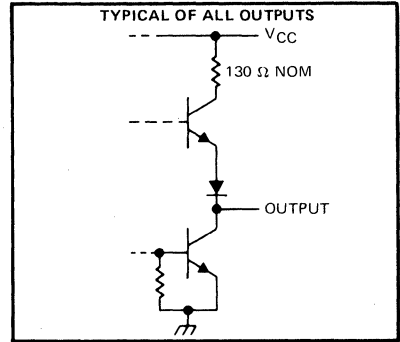 TYPICAL OF ALL OUTPUTS
VCC
130 Ω NOM
OUTPUT